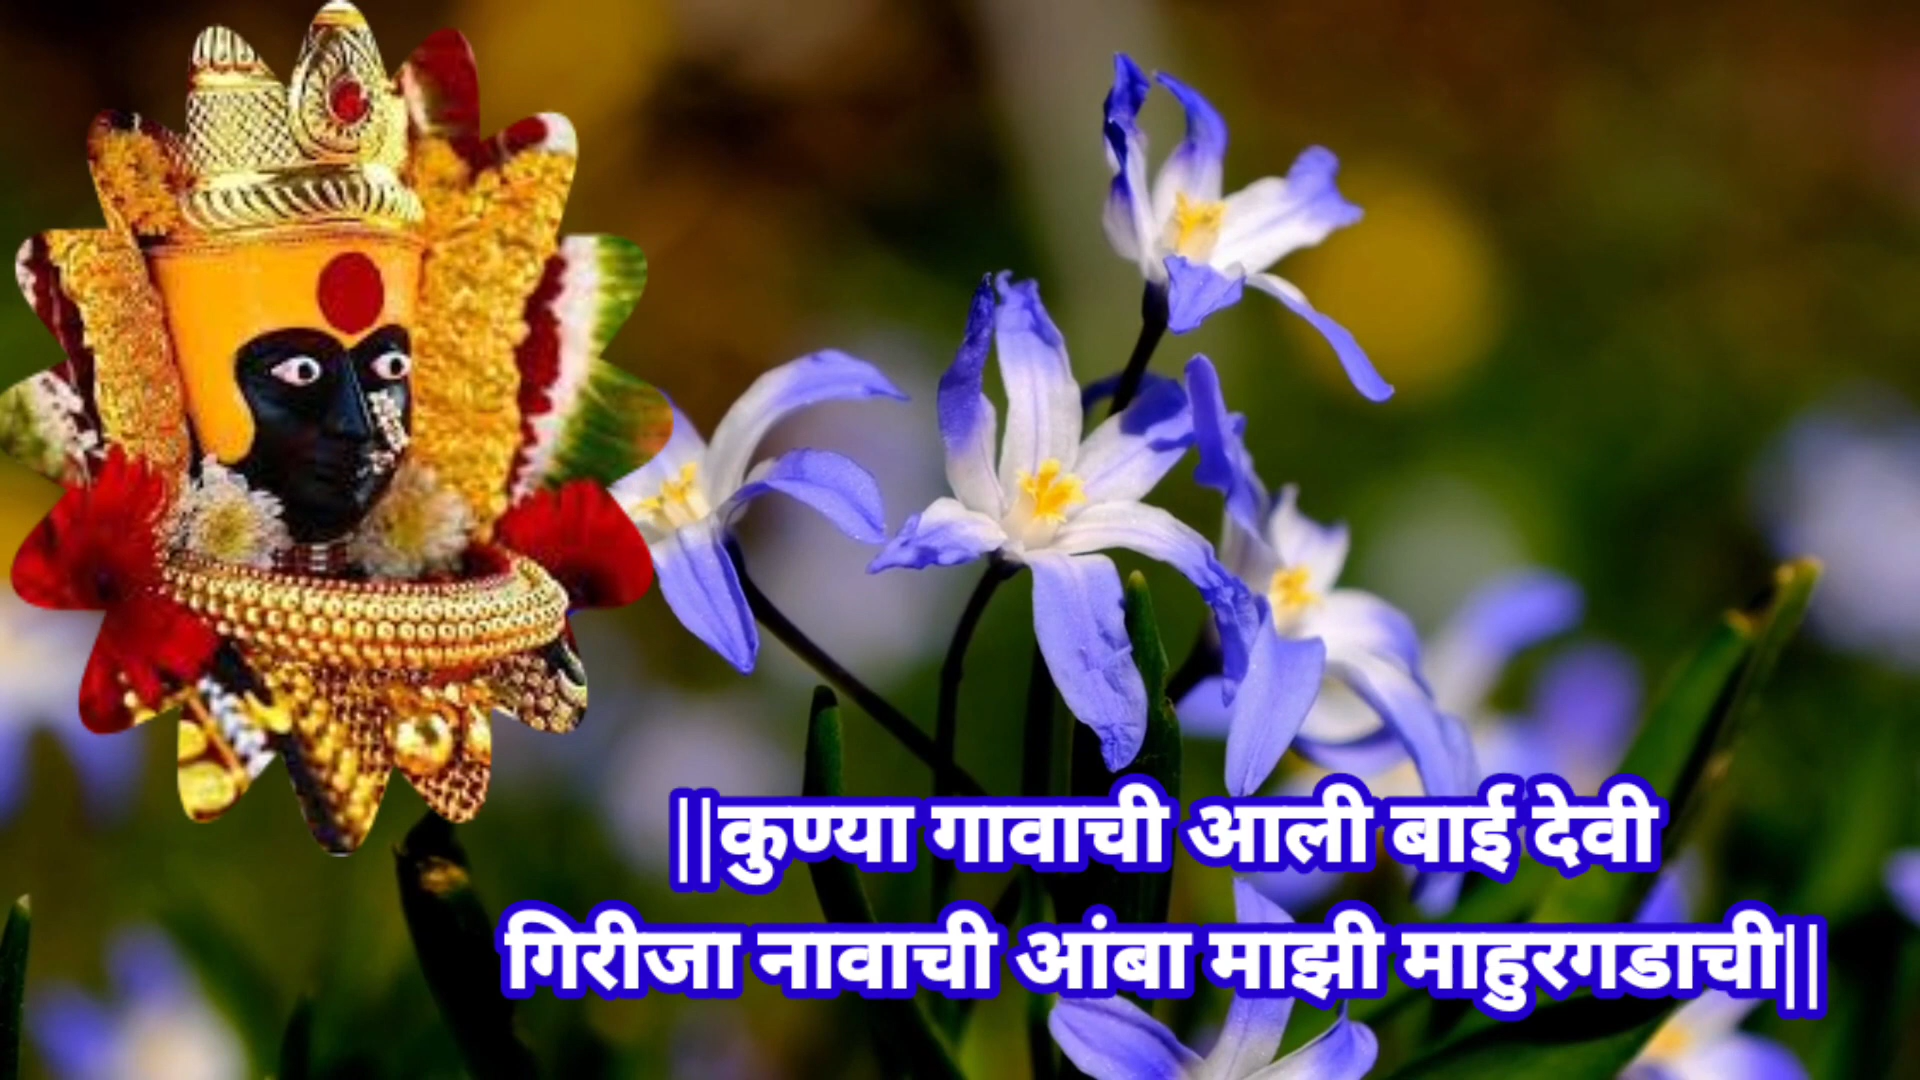 ||कुण्या गावाची आली बाई देवी
गिरीजा नावाची आंबा माझी माहुरगडाची||